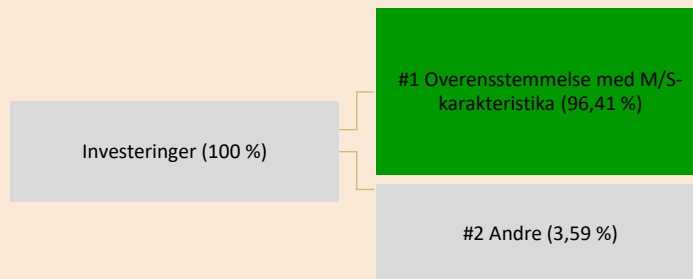 #1 Overensstemmelse med M/S-
karakteristika (96,41 %)
Investeringer (100 %)
#2 Andre (3,59 %)